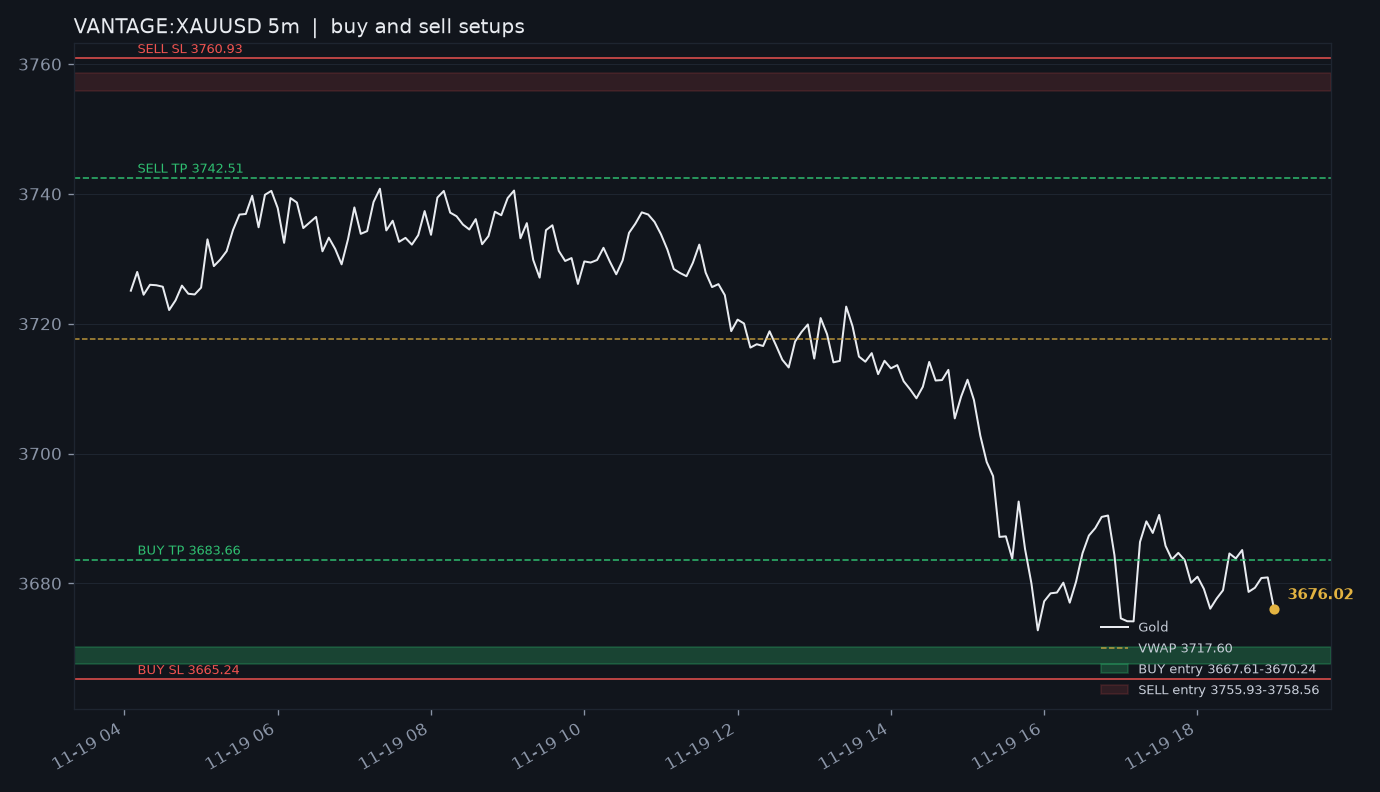 VANTAGE:XAUUSD 5m | buy and sell setups
SELL SL 3760.93
3760
SELL TP 3742.51
3740
3720
3700
BUY TP 3683.66
3680
3676.02
Gold
VWAP 3717.60
BUY entry 3667.61-3670.24
BUY SL 3665.24
SELL entry 3755.93-3758.56
11-19 04
11-19 06
11-19 08
11-19 10
11-19 12
11-19 14
11-19 16
11-19 18